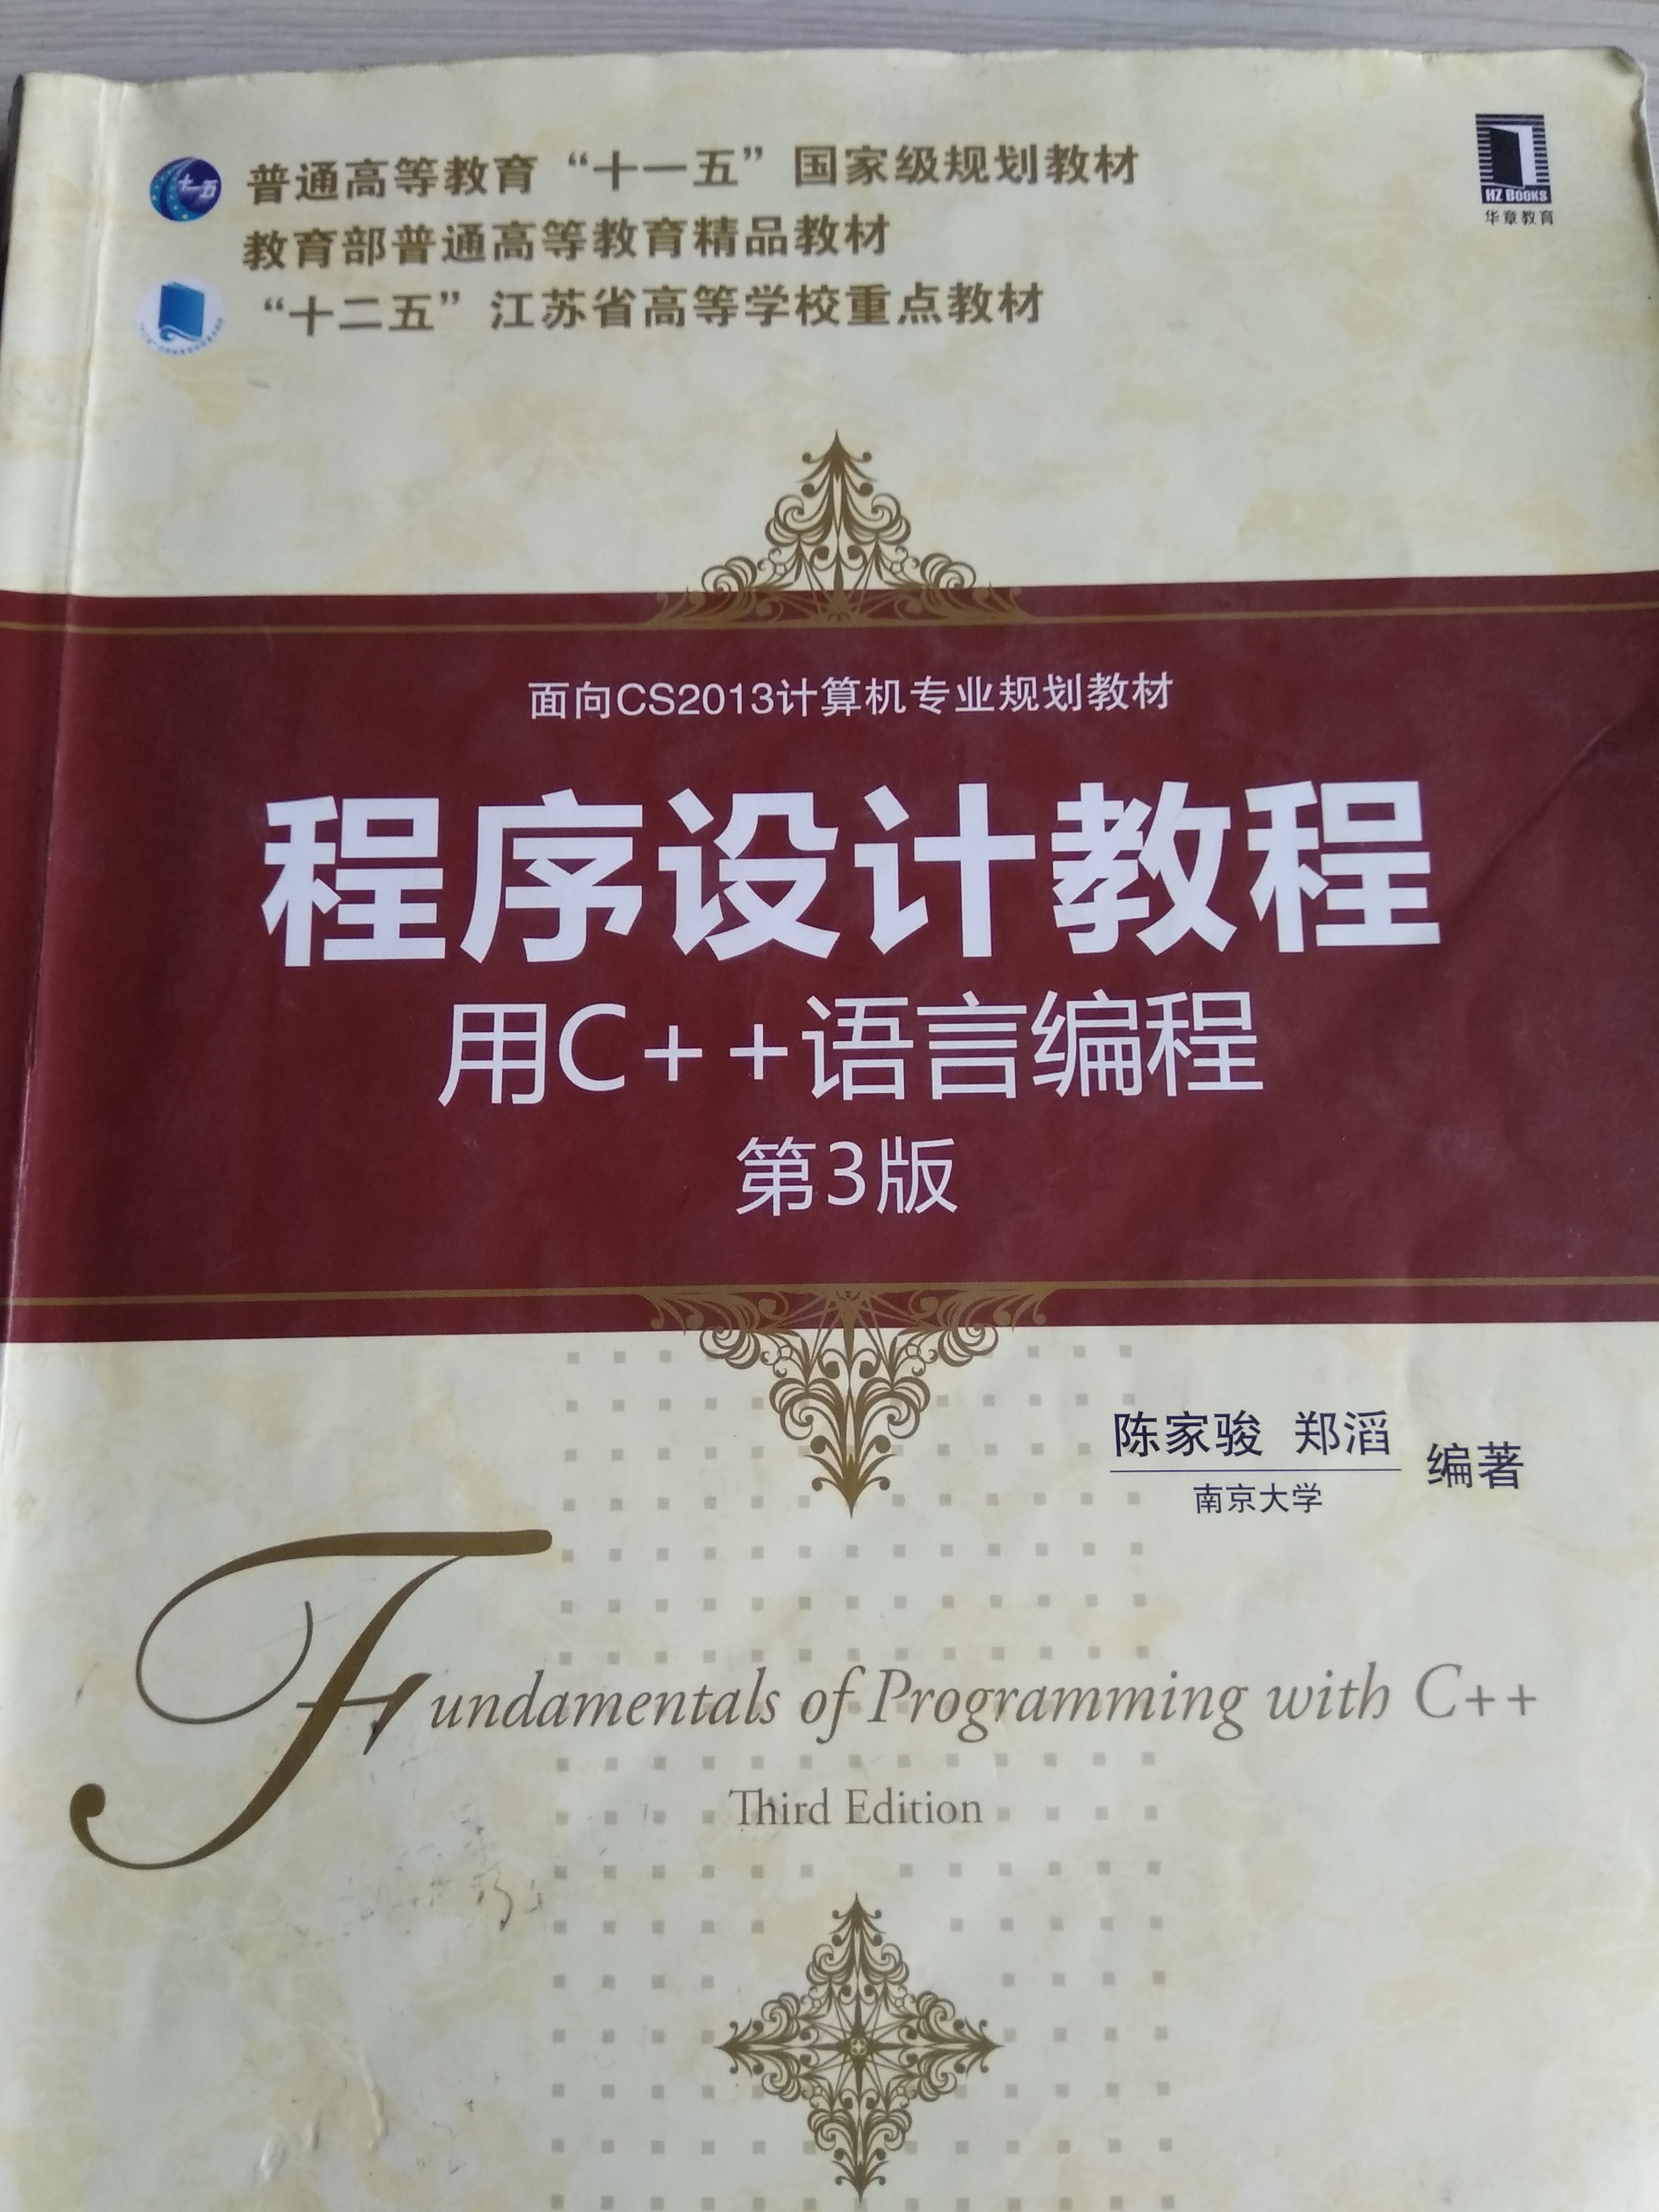 十一五
普通高等教育“十一五”国家级规划教材
教育部普通高等教育精品教材
“十二五”江苏省高等学校重点教材
HZ BOOKS
华章教育
面向CS2013计算机专业规划教材
程序设计教程
用C++语言编程
第3版
陈家骏 郑滔 编著
南京大学
Fundamentals of Programming with C++
Third Edition